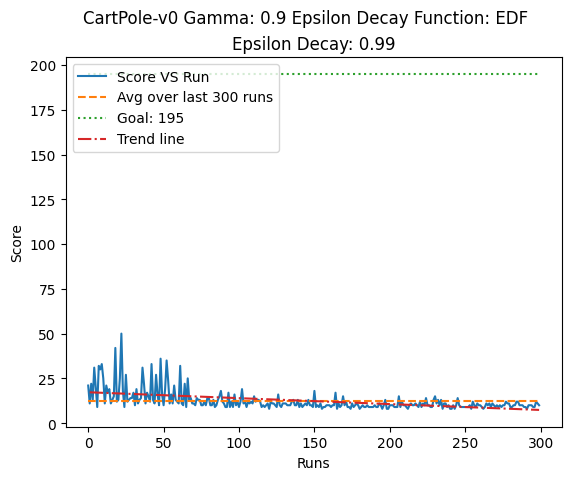 CartPole-v0 Gamma: 0.9 Epsilon Decay Function: EDF
Epsilon Decay: 0.99
Score VS Run
Avg over last 300 runs
Goal: 195
Trend line
200
175
150
125
100
75
50
25
0
Score
0 50 100 150 200 250 300
Runs